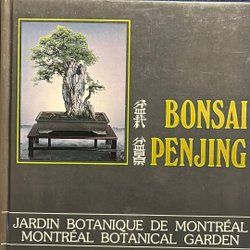 盆栽 BONSAI
盆景 PENJING
JARDIN BOTANIQUE DE MONTRÉAL
MONTRÉAL BOTANICAL GARDEN